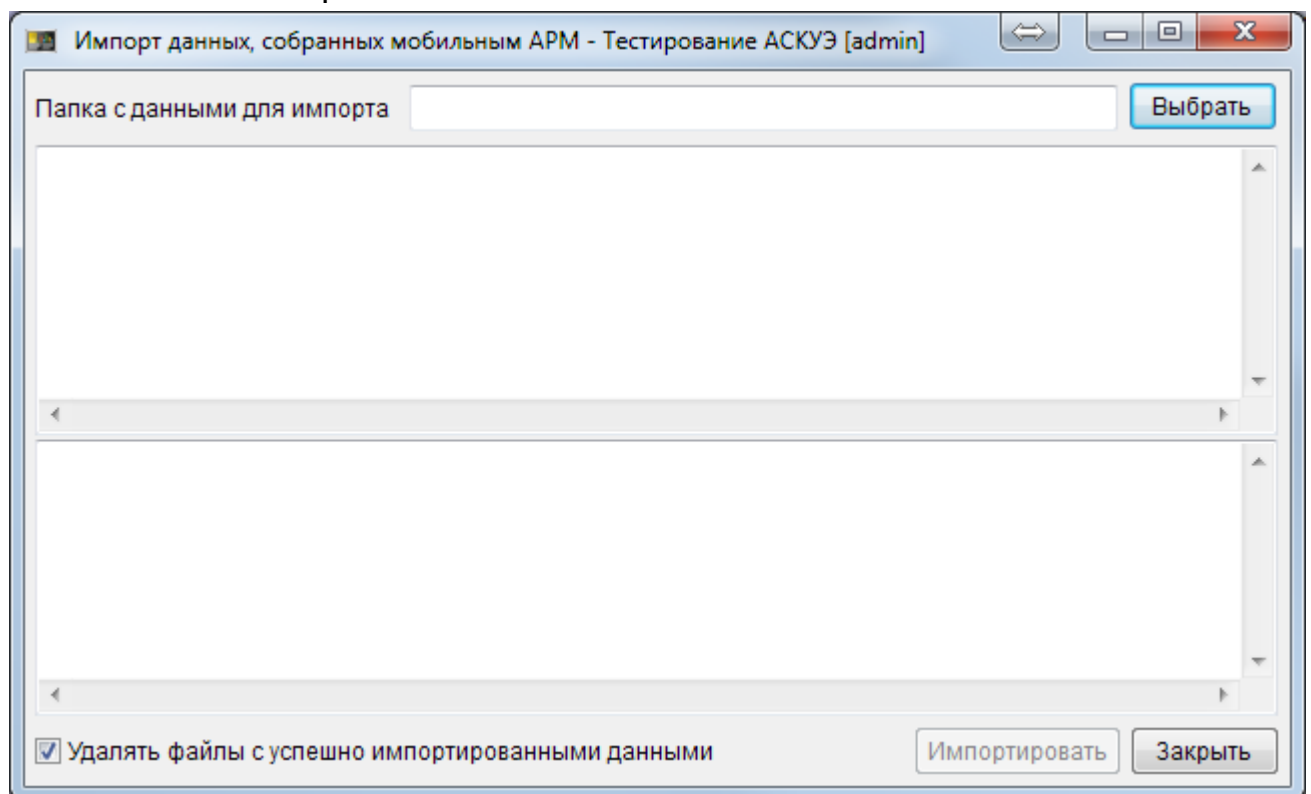 Импорт данных, собранных мобильным АРМ - Тестирование АСКУЭ [admin]
Папка с данными для импорта
Выбрать
Удалять файлы с успешно импортированными данными
Импортировать
Закрыть